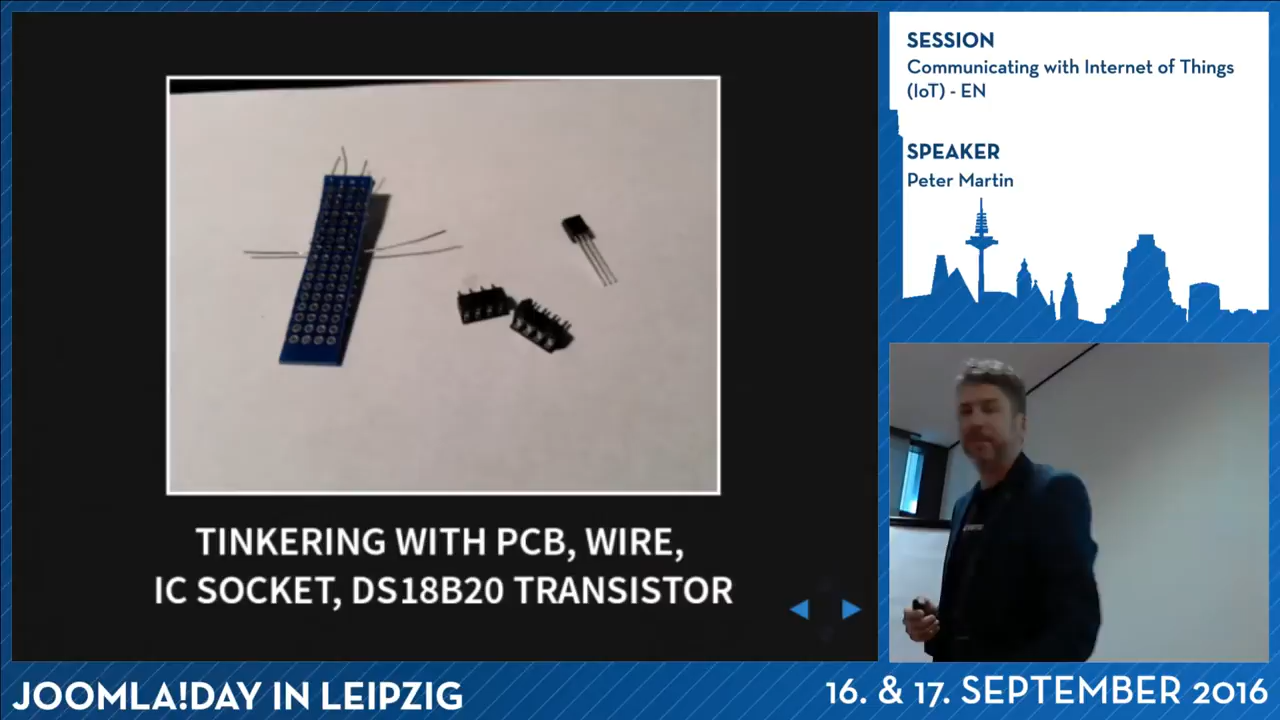 TINKERING WITH PCB, WIRE,
IC SOCKET, DS18B20 TRANSISTOR
SESSION
Communicating with Internet of Things
(IoT) - EN
SPEAKER
Peter Martin
JOOMLA!DAY IN LEIPZIG
16. & 17. SEPTEMBER 2016